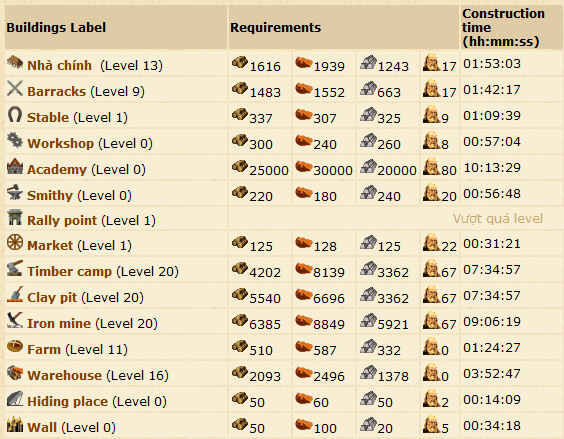 Buildings Label Requirements Construction time (hh:mm:ss)
Nhà chính (Level 13) 1616 1939 1243 17 01:53:03
Barracks (Level 9) 1483 1552 663 17 01:42:17
Stable (Level 1) 337 307 325 9 01:09:39
Workshop (Level 0) 300 240 260 8 00:57:04
Academy (Level 0) 25000 30000 20000 80 10:13:29
Smithy (Level 0) 220 180 240 20 00:56:48
Rally point (Level 1) Vượt quá level
Market (Level 1) 125 128 125 22 00:31:21
Timber camp (Level 20) 4202 8139 3362 67 07:34:57
Clay pit (Level 20) 5540 6696 3362 67 07:34:57
Iron mine (Level 20) 6385 8849 5921 67 09:06:19
Farm (Level 11) 510 587 332 0 01:24:27
Warehouse (Level 16) 2093 2496 1378 0 03:52:47
Hiding place (Level 0) 50 60 50 2 00:14:09
Wall (Level 0) 50 100 20 5 00:34:18